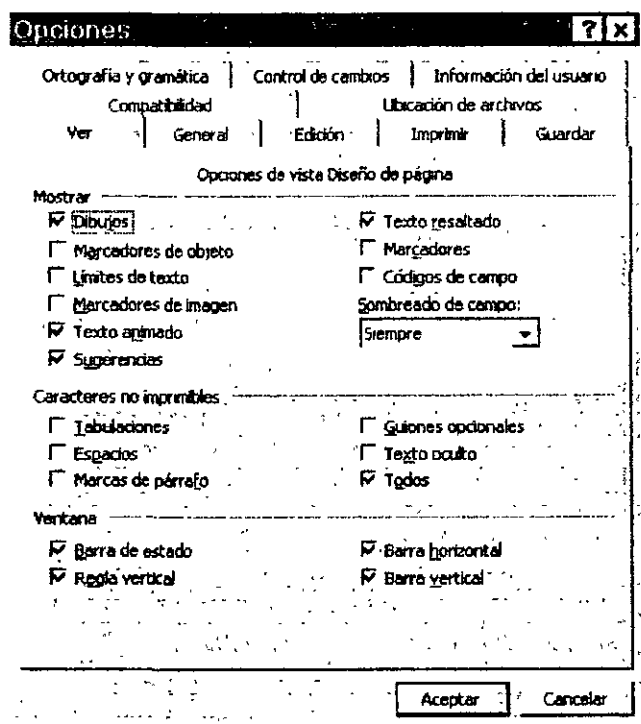 Opciones ? x
Ortografía y gramática Control de cambios Información del usuario
Compatibilidad Ubicación de archivos
Ver General Edición Imprimir Guardar
Opciones de vista Diseño de página
Mostrar
Dibujos Texto resaltado
Marcadores de objeto Marcadores
Límites de texto Códigos de campo
Marcadores de imagen Sombreado de campo:
Texto animado Siempre
Sugerencias
Caracteres no imprimibles
Tabulaciones Guiones opcionales
Espacios Texto oculto
Marcas de párrafo Todos
Ventana
Barra de estado Barra horizontal
Regla vertical Barra vertical
Aceptar Cancelar